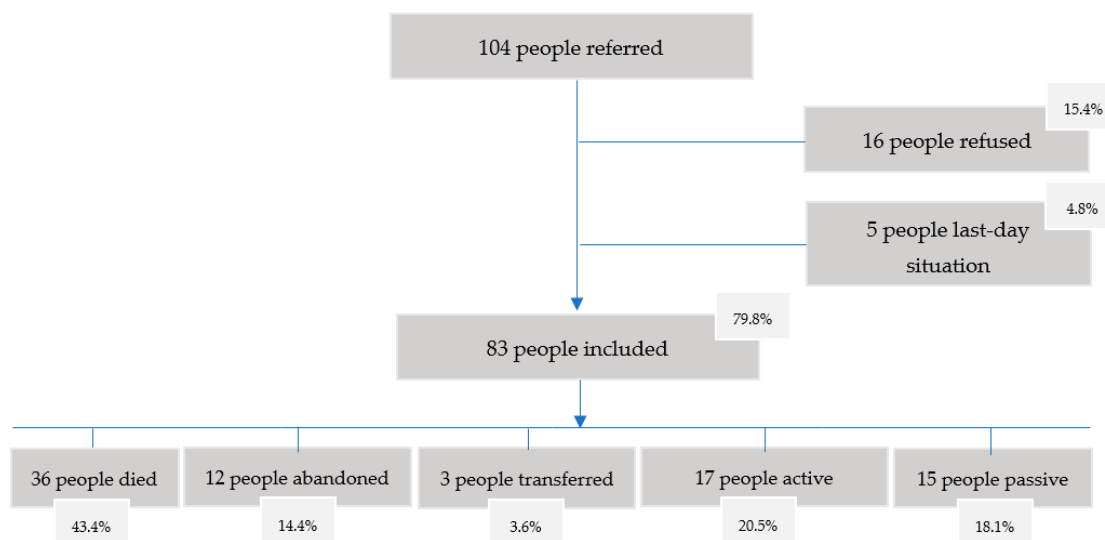 104 people referred
15.4%
16 people refused
4.8%
5 people last-day
situation
79.8%
83 people included
36 people died
12 people abandoned
3 people transferred
17 people active
15 people passive
43.4%
14.4%
3.6%
20.5%
18.1%